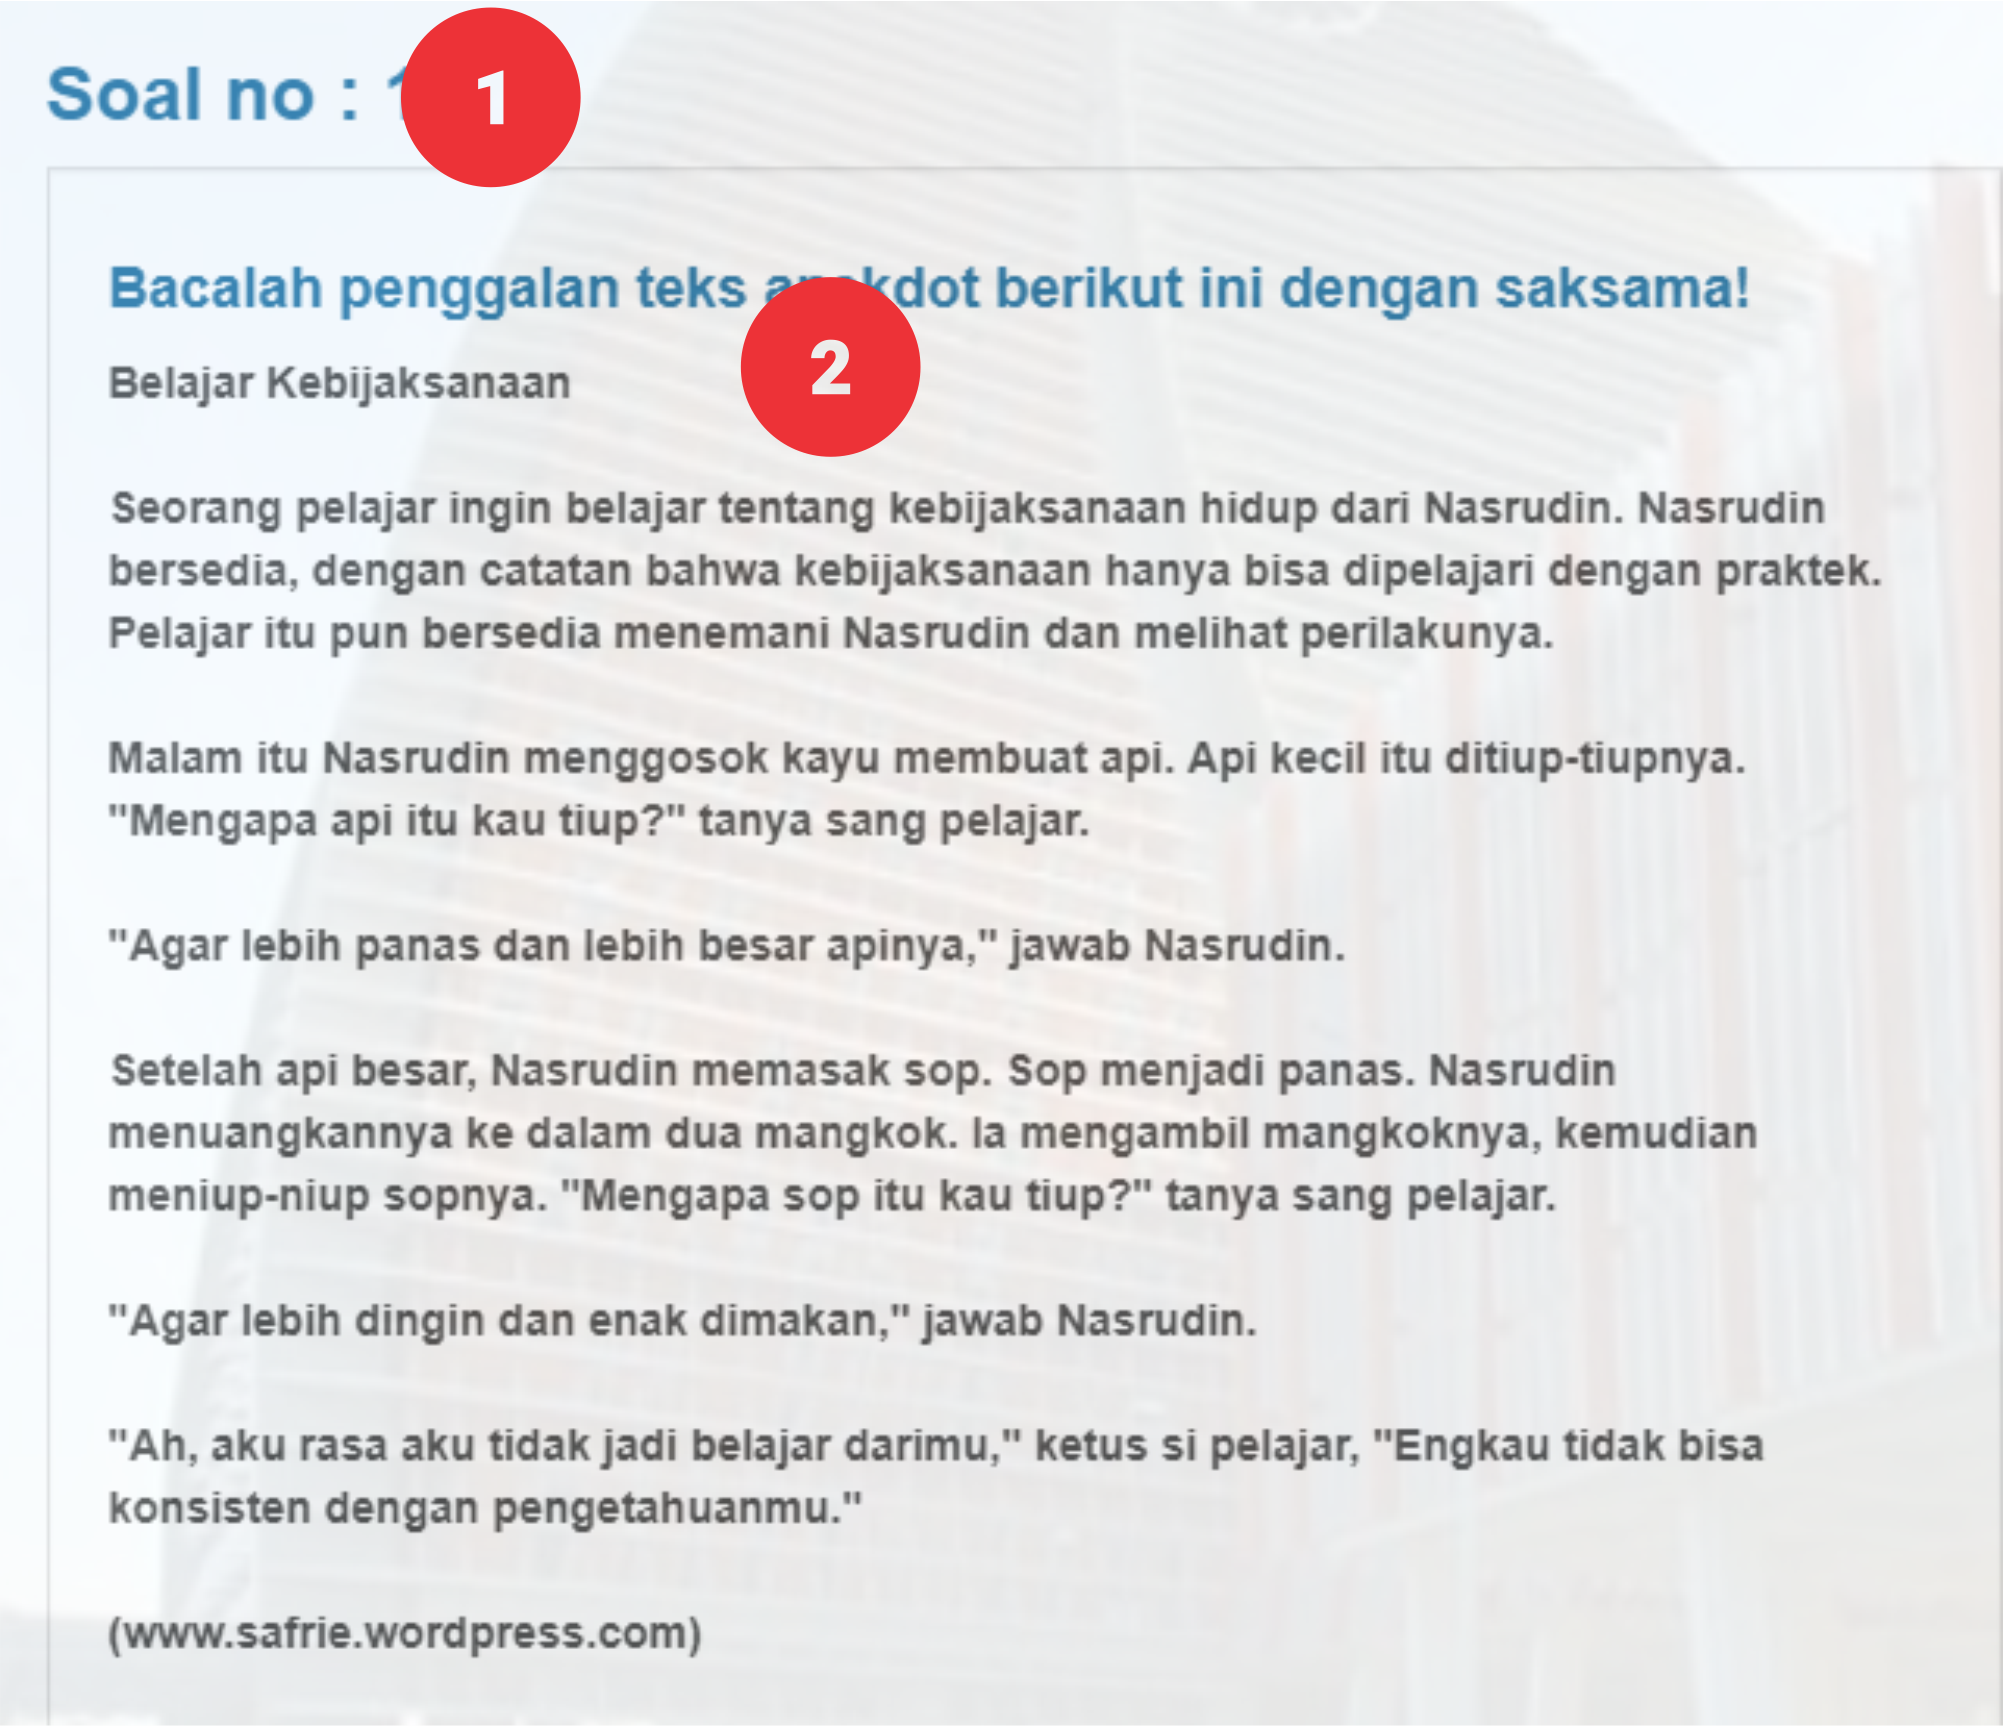 Soal no :
1
Bacalah penggalan teks anekdot berikut ini dengan saksama!
2
Belajar Kebijaksanaan
Seorang pelajar ingin belajar tentang kebijaksanaan hidup dari Nasrudin. Nasrudin
bersedia, dengan catatan bahwa kebijaksanaan hanya bisa dipelajari dengan praktek.
Pelajar itu pun bersedia menemani Nasrudin dan melihat perilakunya.
Malam itu Nasrudin menggosok kayu membuat api. Api kecil itu ditiup-tiupnya.
"Mengapa api itu kau tiup?" tanya sang pelajar.
"Agar lebih panas dan lebih besar apinya," jawab Nasrudin.
Setelah api besar, Nasrudin memasak sop. Sop menjadi panas. Nasrudin
menuangkannya ke dalam dua mangkok. Ia mengambil mangkoknya, kemudian
meniup-niup sopnya. "Mengapa sop itu kau tiup?" tanya sang pelajar.
"Agar lebih dingin dan enak dimakan," jawab Nasrudin.
"Ah, aku rasa aku tidak jadi belajar darimu," ketus si pelajar, "Engkau tidak bisa
konsisten dengan pengetahuanmu."
(www.safrie.wordpress.com)